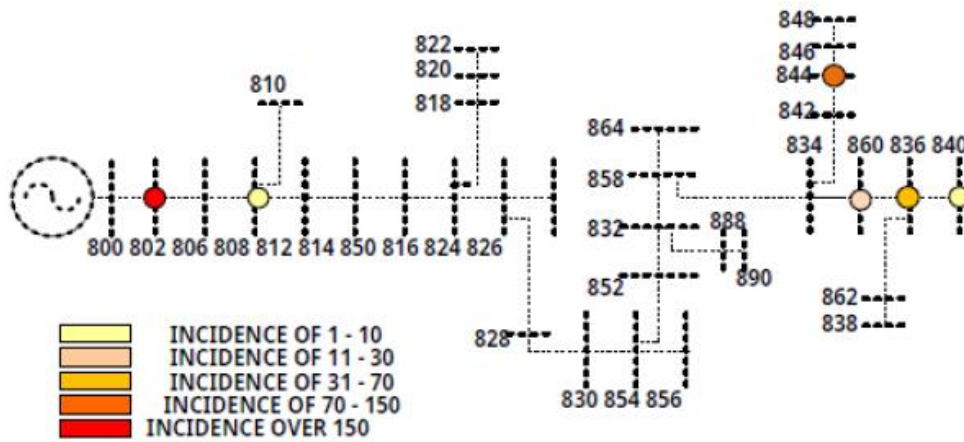 848
846
844
842
822
820
818
810
864
858
832
852
834 860 836 840
888
890
800 802 806 808 812 814 850 816 824 826
862
838
828
830 854 856
INCIDENCE OF 1 - 10
INCIDENCE OF 11 - 30
INCIDENCE OF 31 - 70
INCIDENCE OF 70 - 150
INCIDENCE OVER 150